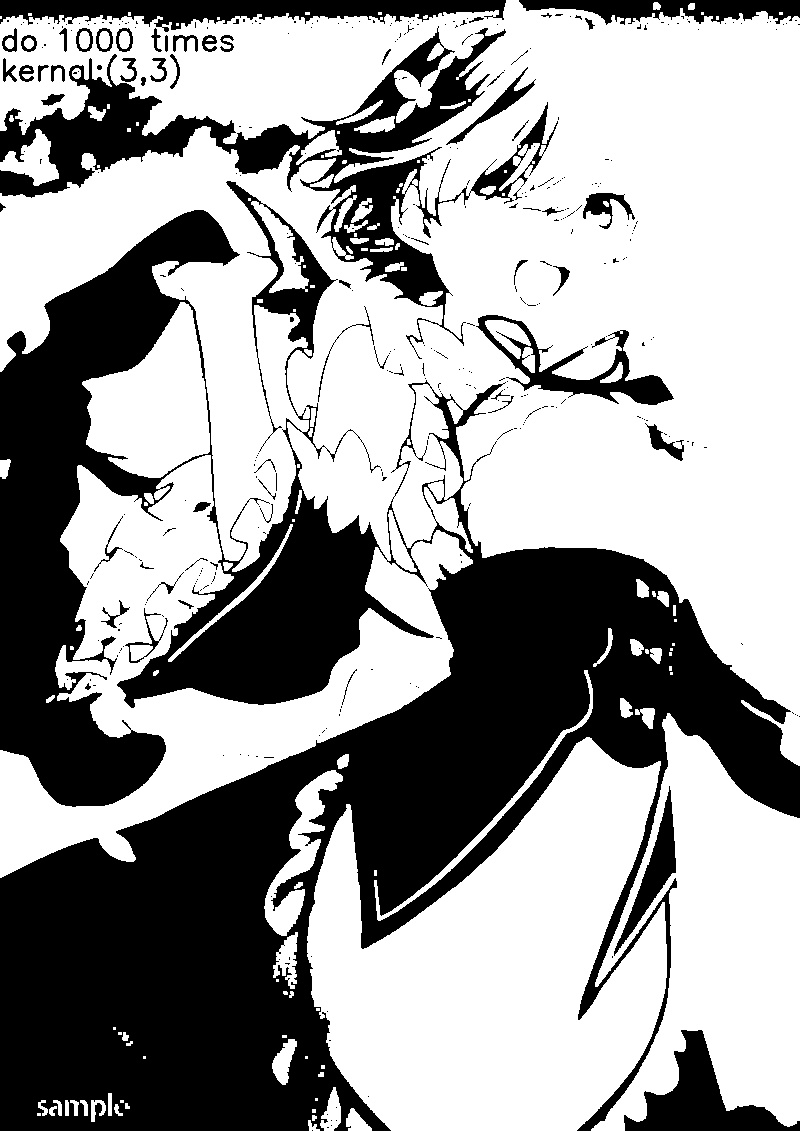 do 1000 times
kernal:(3,3)
sample